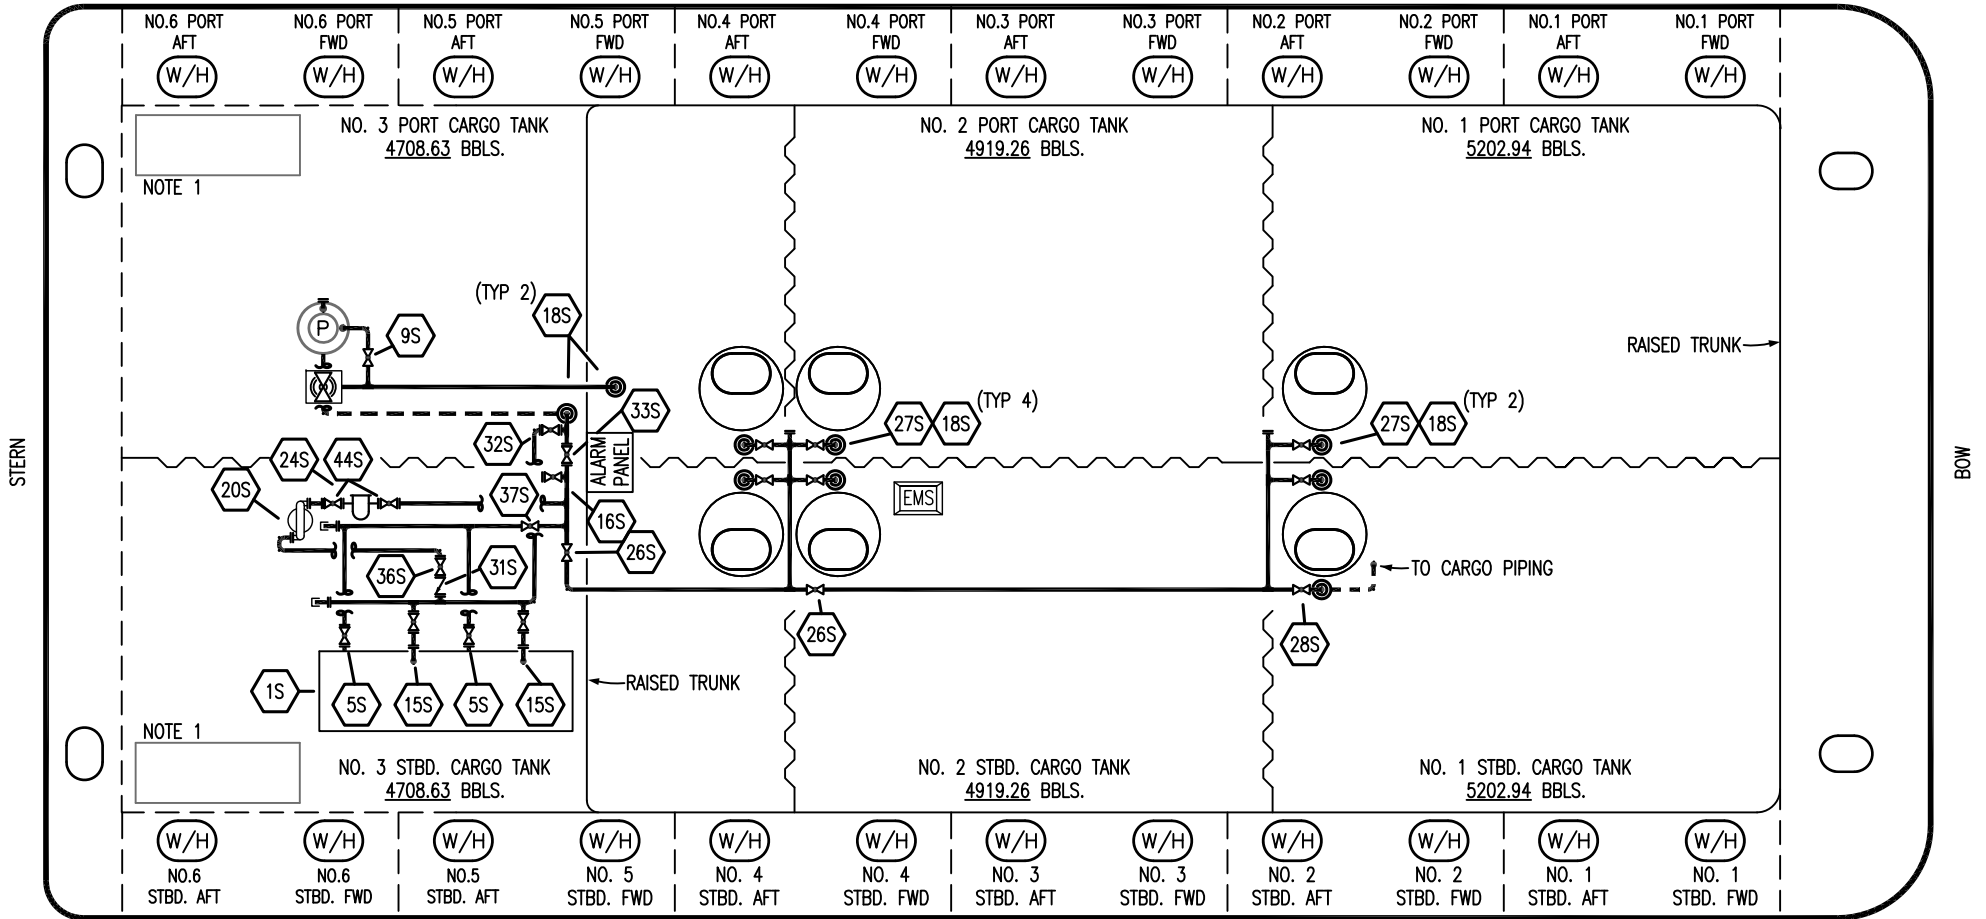 NO.6 PORT
AFT
NO.6 PORT
FWD
NO.5 PORT
AFT
NO.5 PORT
FWD
NO.4 PORT
AFT
NO.4 PORT
FWD
NO.3 PORT
AFT
NO.3 PORT
FWD
NO.2 PORT
AFT
NO.2 PORT
FWD
NO.1 PORT
AFT
NO.1 PORT
FWD
W/H
W/H
W/H
W/H
W/H
W/H
W/H
W/H
W/H
W/H
W/H
W/H
NO. 3 PORT CARGO TANK
4708.63 BBLS.
NO. 2 PORT CARGO TANK
4919.26 BBLS.
NO. 1 PORT CARGO TANK
5202.94 BBLS.
NOTE 1
(TYP 2)
18S
P
9S
RAISED TRUNK
33S
(TYP 4)
27S
18S
(TYP 2)
27S
18S
32S
ALARM
PANEL
STERN
BOW
24S
44S
20S
37S
EMS
16S
26S
36S
31S
TO CARGO PIPING
26S
28S
1S
5S
15S
5S
15S
RAISED TRUNK
NOTE 1
NO. 3 STBD. CARGO TANK
4708.63 BBLS.
NO. 2 STBD. CARGO TANK
4919.26 BBLS.
NO. 1 STBD. CARGO TANK
5202.94 BBLS.
W/H
W/H
W/H
W/H
W/H
W/H
W/H
W/H
W/H
W/H
W/H
W/H
NO.6
STBD. AFT
NO.6
STBD. FWD
NO.5
STBD. AFT
NO. 5
STBD. FWD
NO. 4
STBD. AFT
NO. 4
STBD. FWD
NO. 3
STBD. AFT
NO. 3
STBD. FWD
NO. 2
STBD. AFT
NO. 2
STBD. FWD
NO. 1
STBD. AFT
NO. 1
STBD. FWD